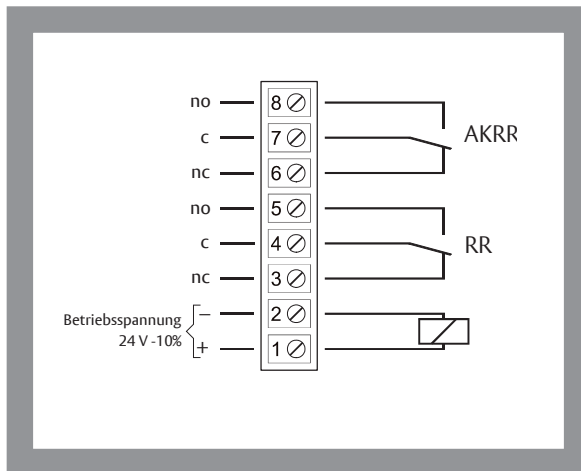 no 8 AKRR
c 7
nc 6
no 5 RR
c 4
nc 3
Betriebsspannung – 2
24 V -10% + 1